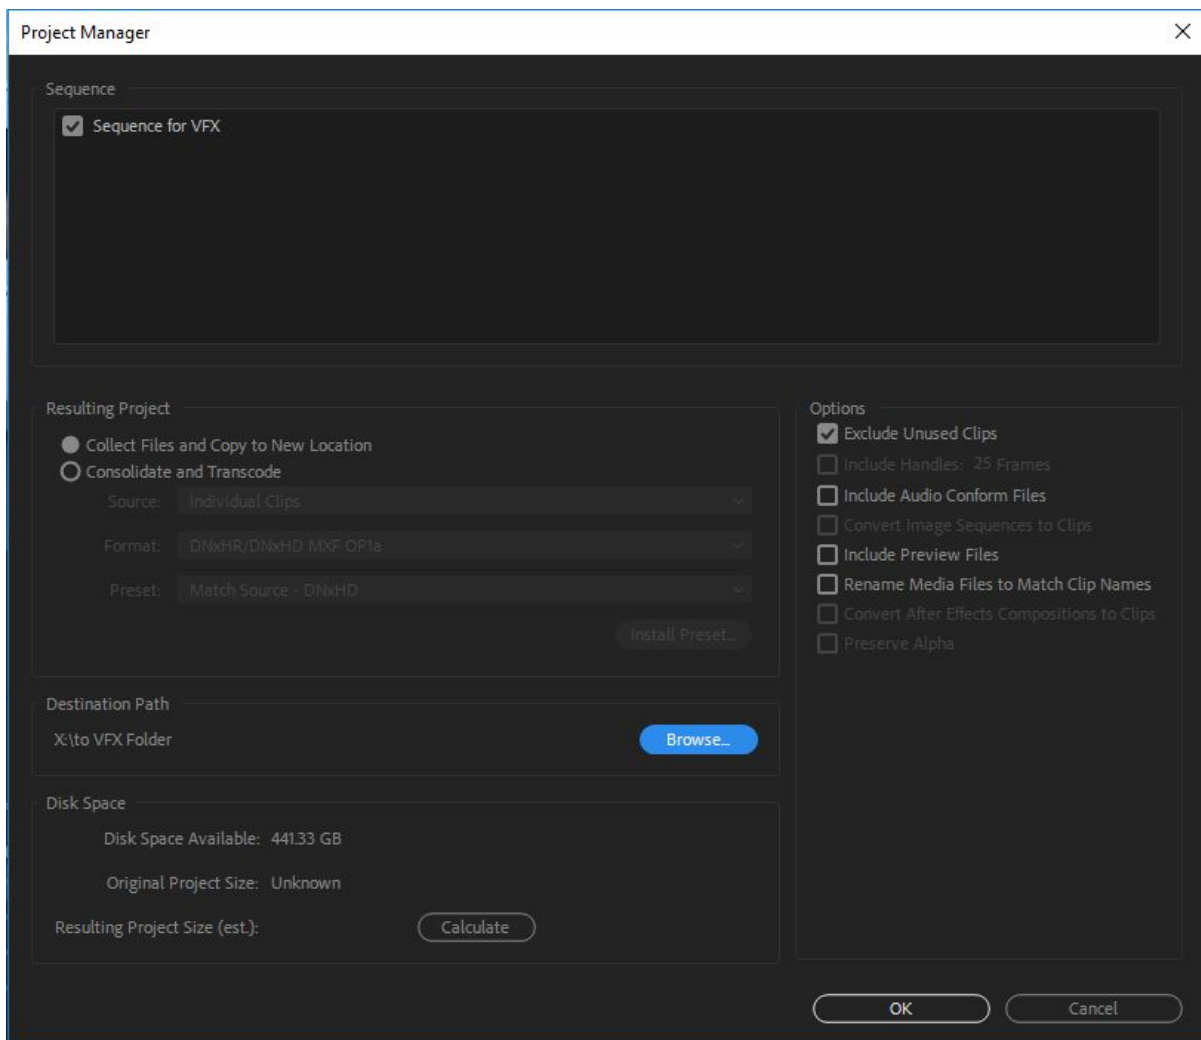 Project Manager
Sequence
Sequence for VFX
Resulting Project
Collect Files and Copy to New Location
Consolidate and Transcode
Source: Individual Clips
Format: DNxHR/DNxHD MXF OP1a
Preset: Match Source - DNxHD
Install Preset...
Options
Exclude Unused Clips
Include Handles: 25 Frames
Include Audio Conform Files
Convert Image Sequences to Clips
Include Preview Files
Rename Media Files to Match Clip Names
Convert After Effects Compositions to Clips
Preserve Alpha
Destination Path
X:\to VFX Folder
Browse...
Disk Space
Disk Space Available: 441.33 GB
Original Project Size: Unknown
Resulting Project Size (est.):
Calculate
OK
Cancel